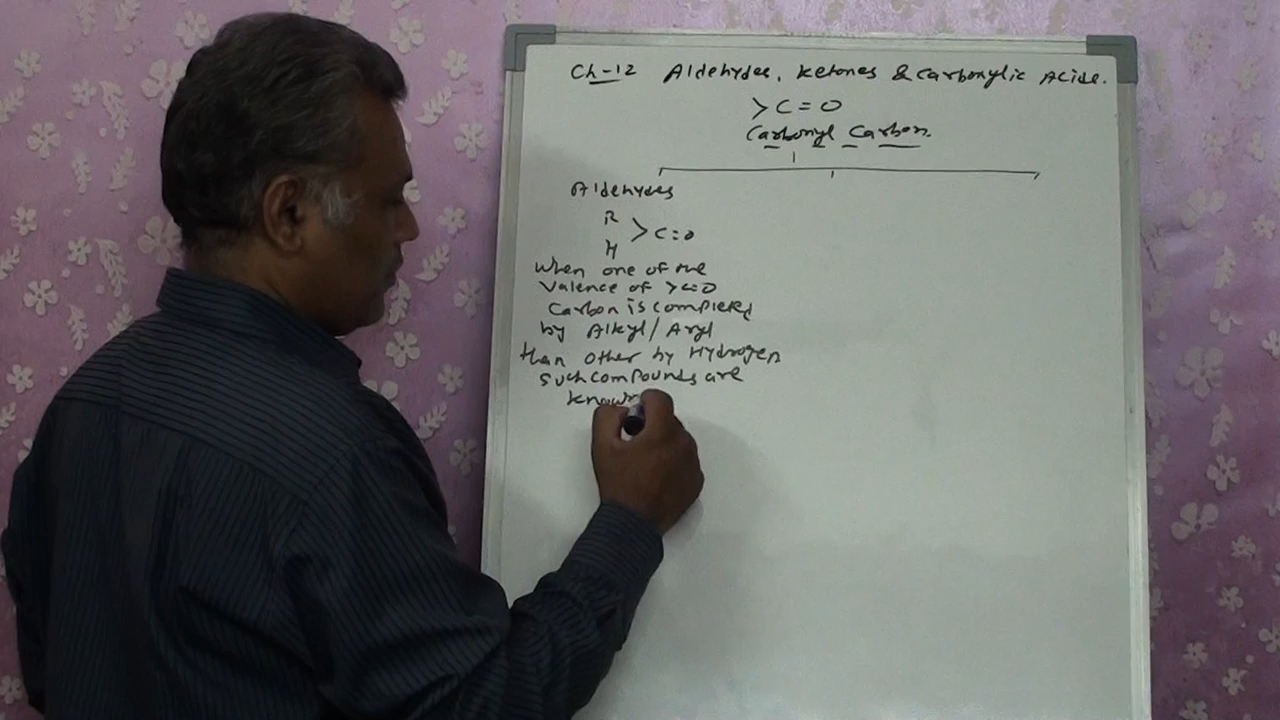 Ch-12 Aldehydes, Ketones & Carboxylic Acids.
>C=O
Carbonyl Carbon.
Aldehydes
R
>C=O
H
When one of the
Valence of >C=O
Carbon is completed
by Alkyl/Aryl
than other by Hydrogen
such compounds are
known